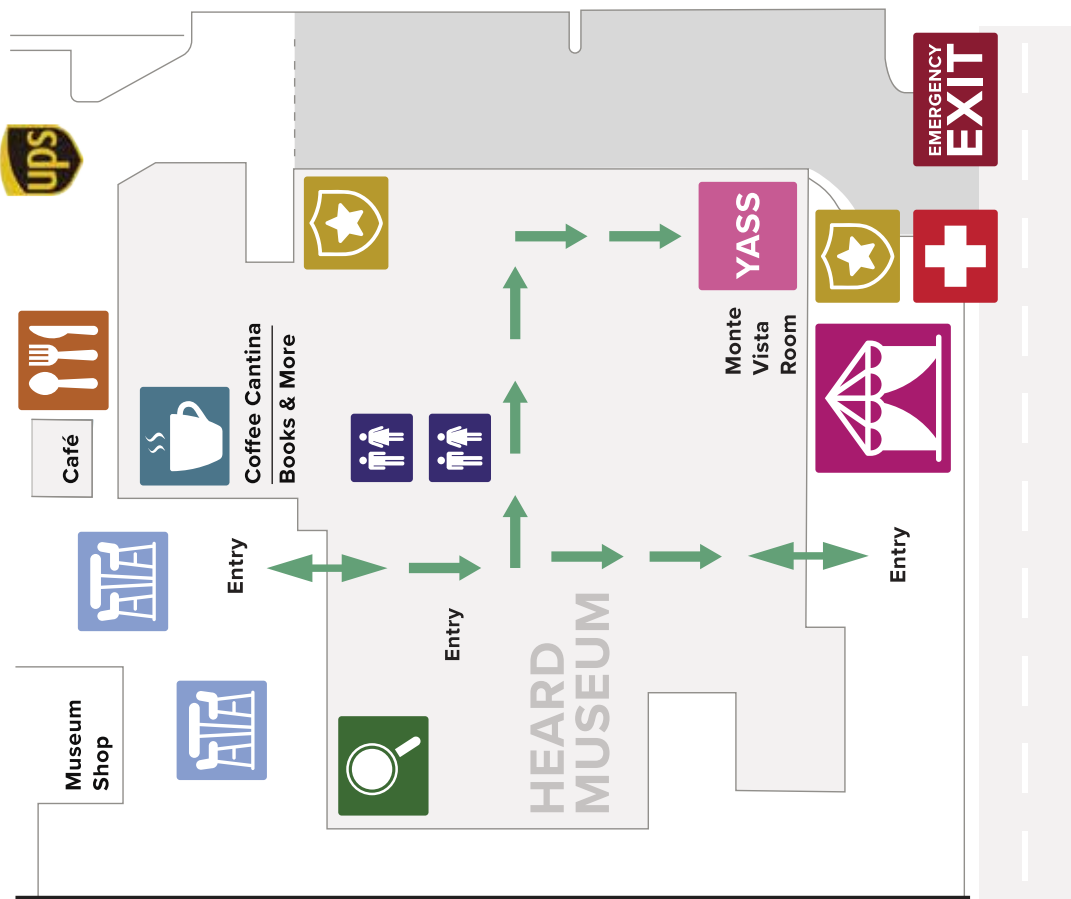 EMERGENCY
EXIT
YASS
Monte
Vista
Room
Entry
HEARD
MUSEUM
Entry
Coffee Cantina
Books & More
Entry
ups
Café
Museum
Shop